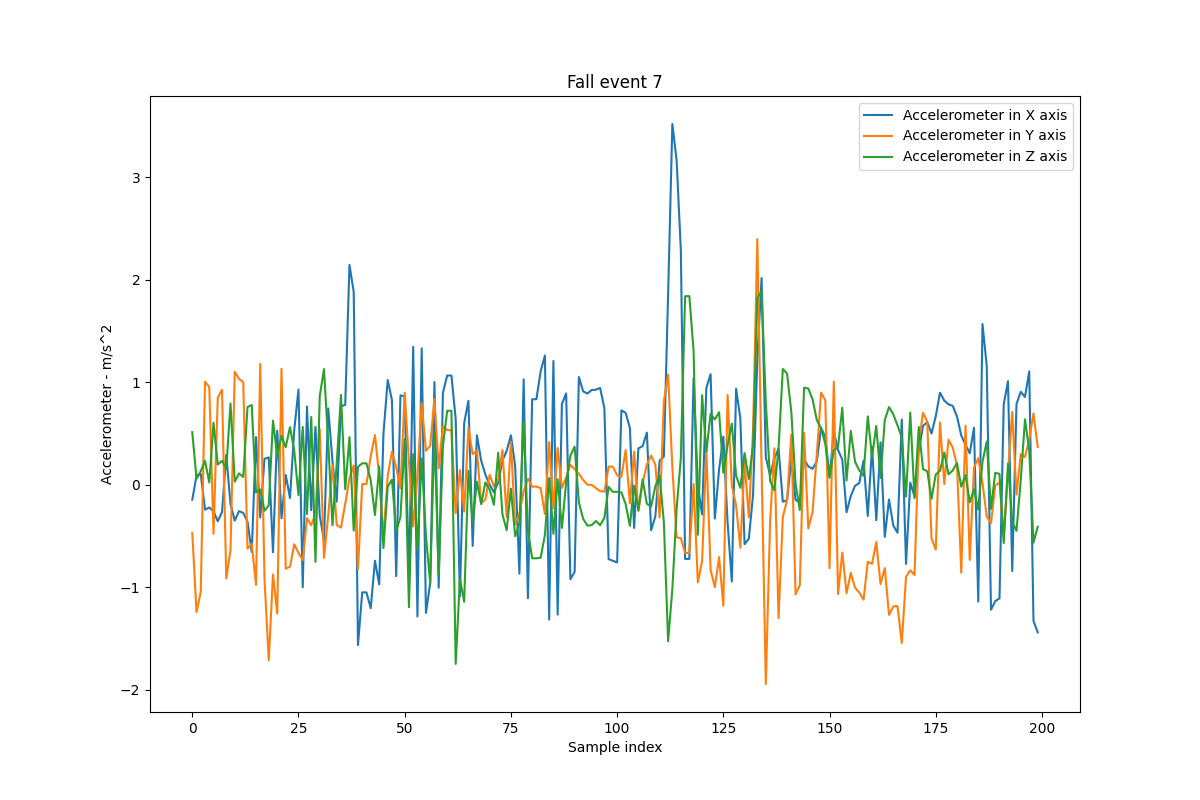 Fall event 7
Accelerometer in X axis
Accelerometer in Y axis
Accelerometer in Z axis
Accelerometer - m/s^2
3
2
1
0
−1
−2
0 25 50 75 100 125 150 175 200
Sample index